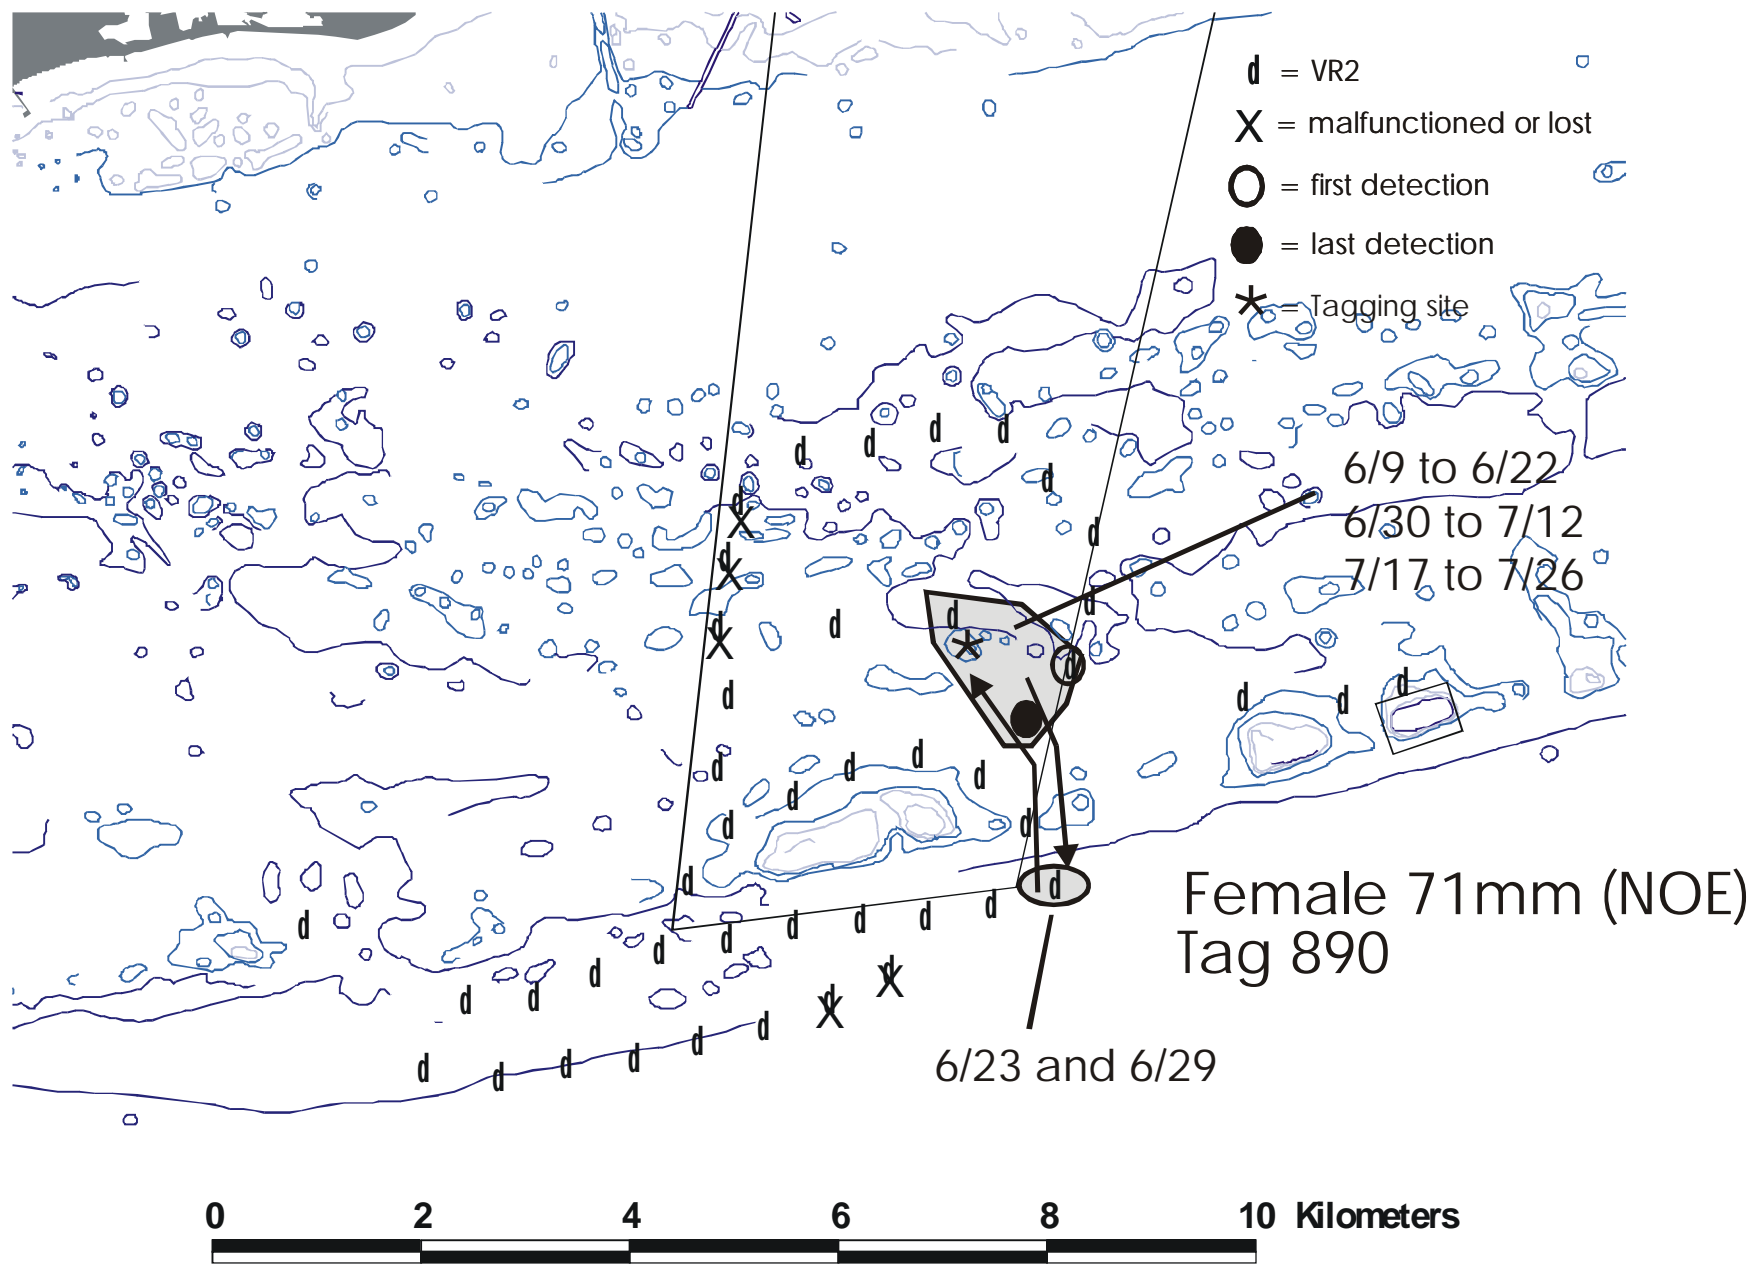 d = VR2
X = malfunctioned or lost
= first detection
= last detection
* = Tagging site
6/9 to 6/22
6/30 to 7/12
7/17 to 7/26
Female 71mm (NOE)
Tag 890
6/23 and 6/29
0 2 4 6 8 10 Kilometers